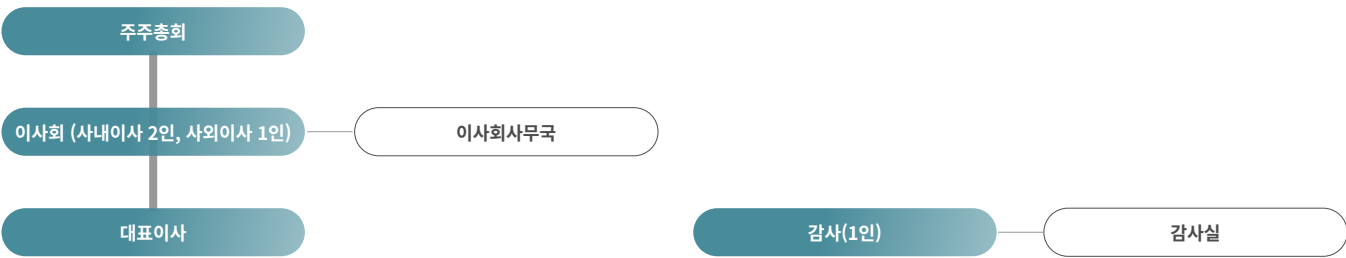 주주총회
이사회 (사내이사 2인, 사외이사 1인)
이사회사무국
대표이사
감사(1인)
감사실